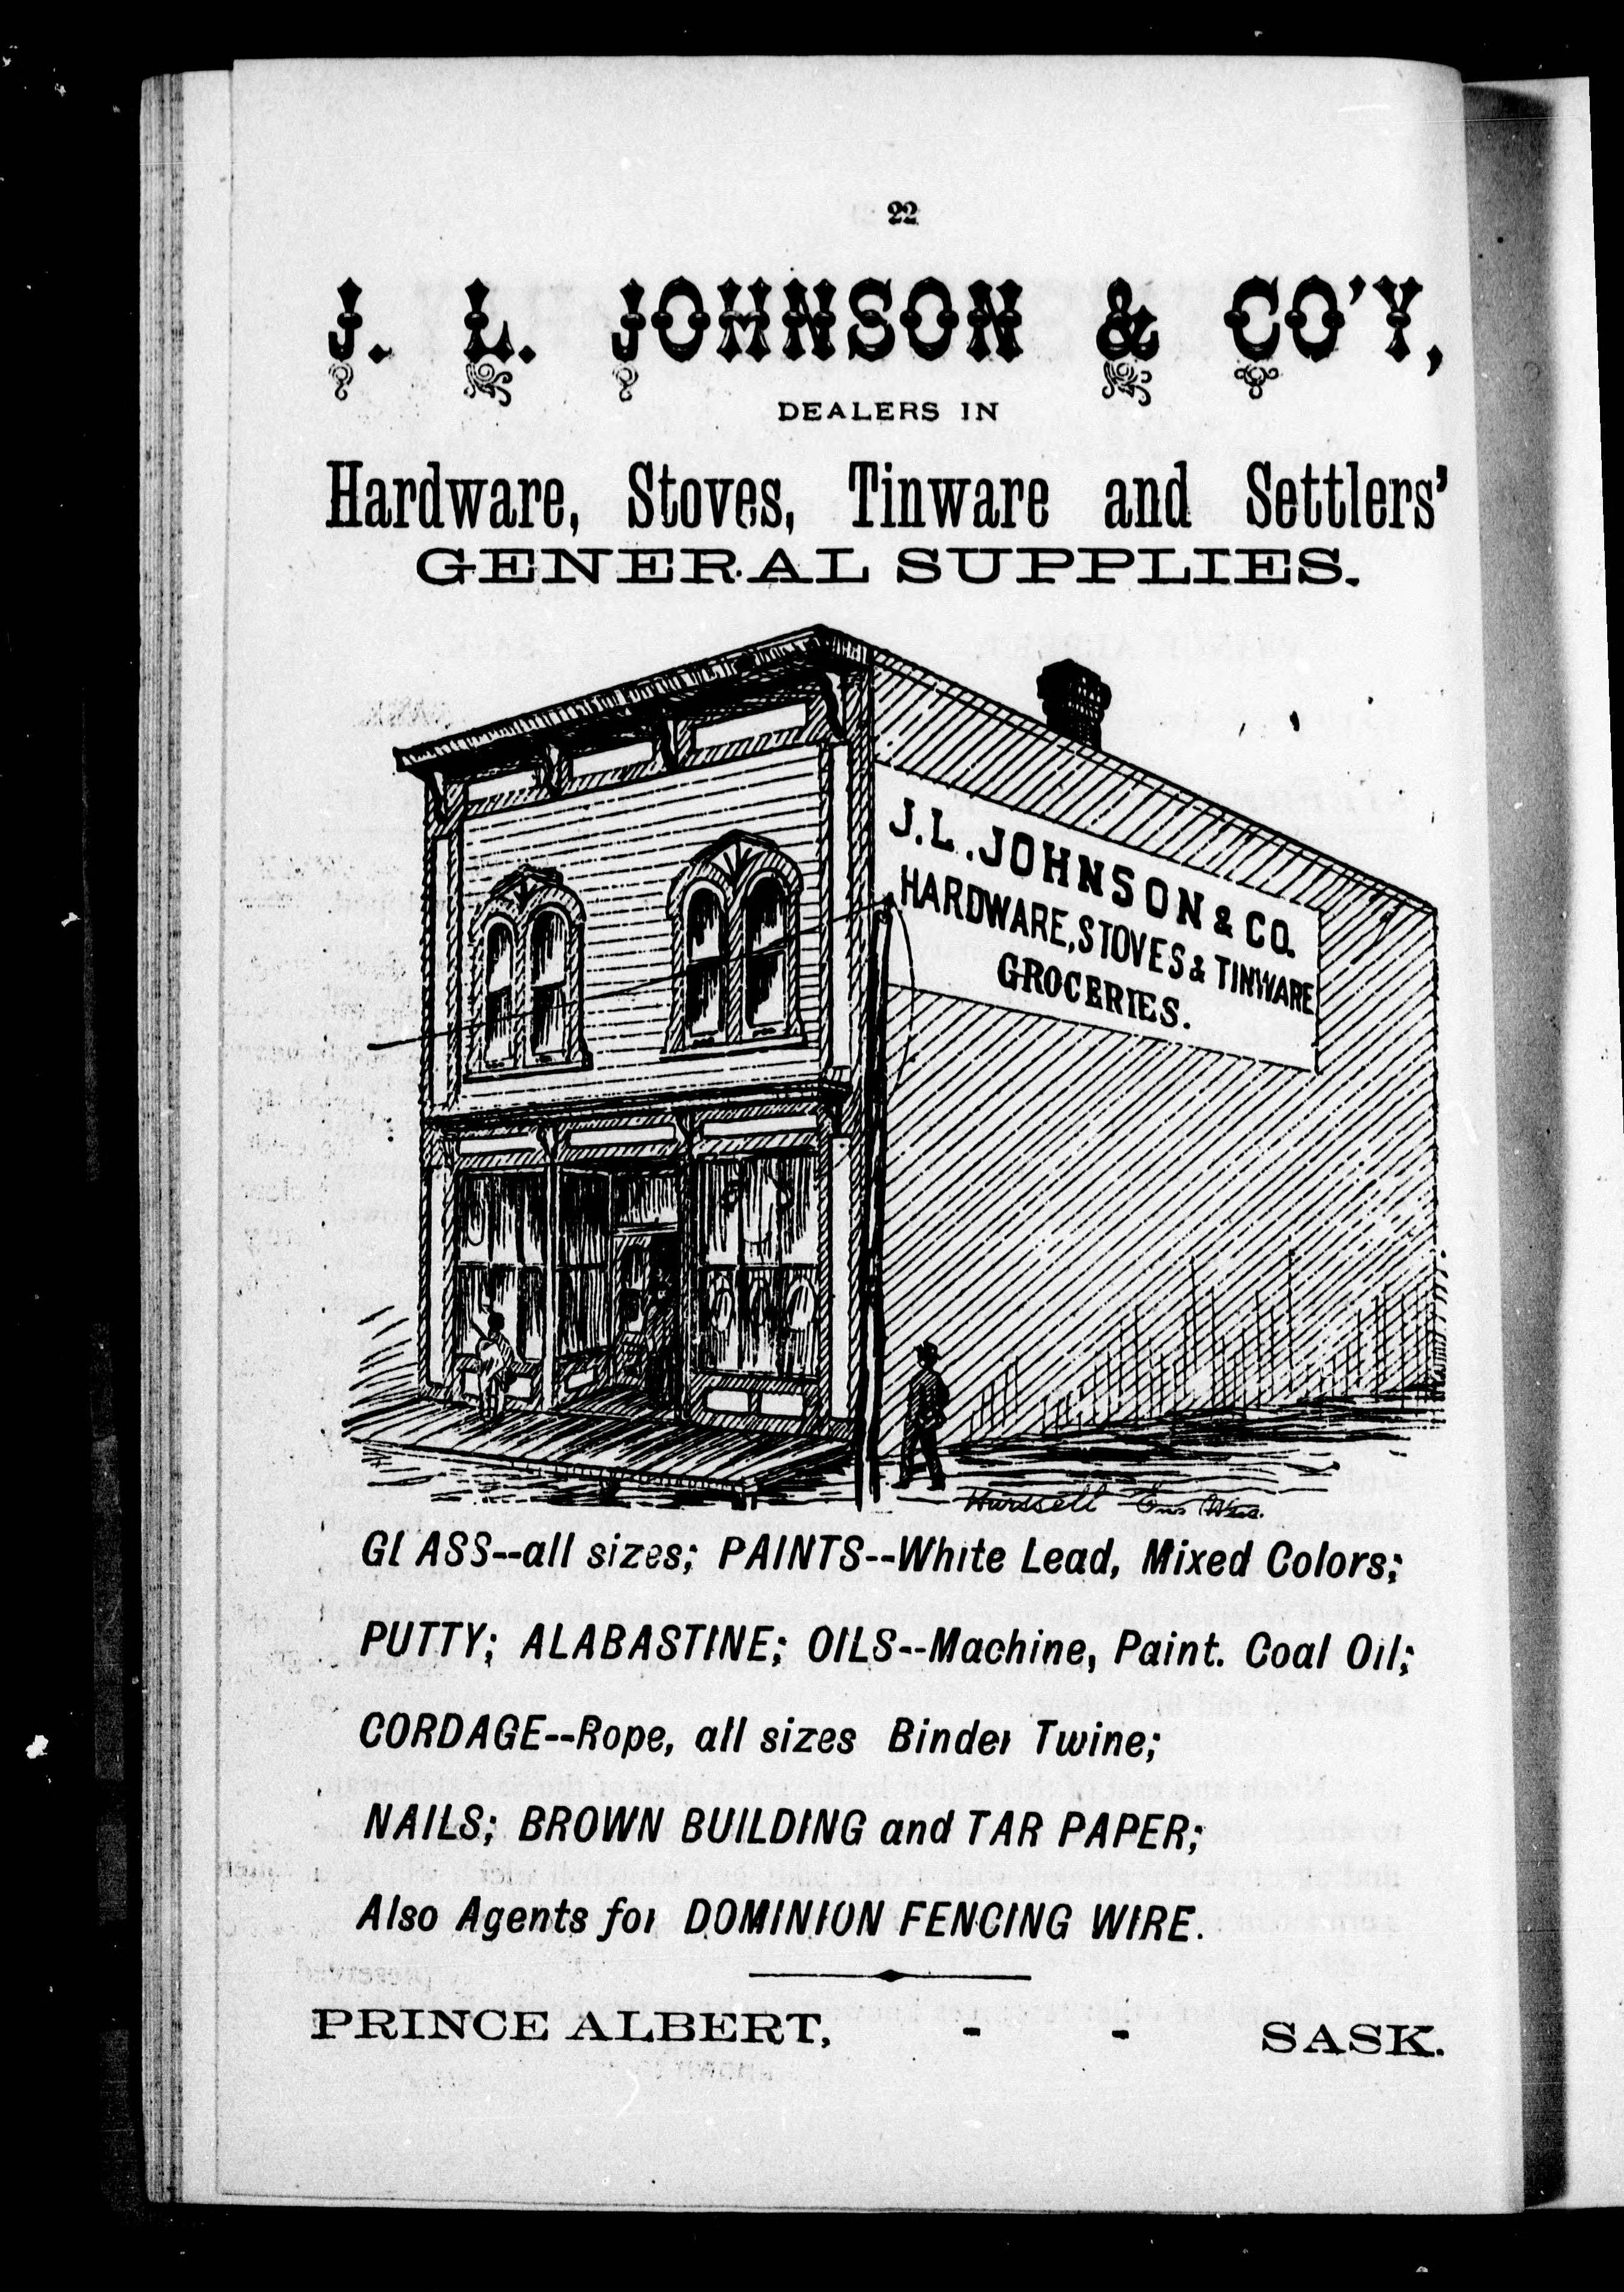 22
J. L. JOHNSON & CO'Y,
DEALERS IN
Hardware, Stoves, Tinware and Settlers'
GENERAL SUPPLIES.
J.L. JOHNSON & CO.
HARDWARE, STOVES & TINWARE
GROCERIES.
GLASS--all sizes; PAINTS--White Lead, Mixed Colors;
PUTTY; ALABASTINE; OILS--Machine, Paint. Coal Oil;
CORDAGE--Rope, all sizes Binder Twine;
NAILS; BROWN BUILDING and TAR PAPER;
Also Agents for DOMINION FENCING WIRE.
PRINCE ALBERT, - - SASK.